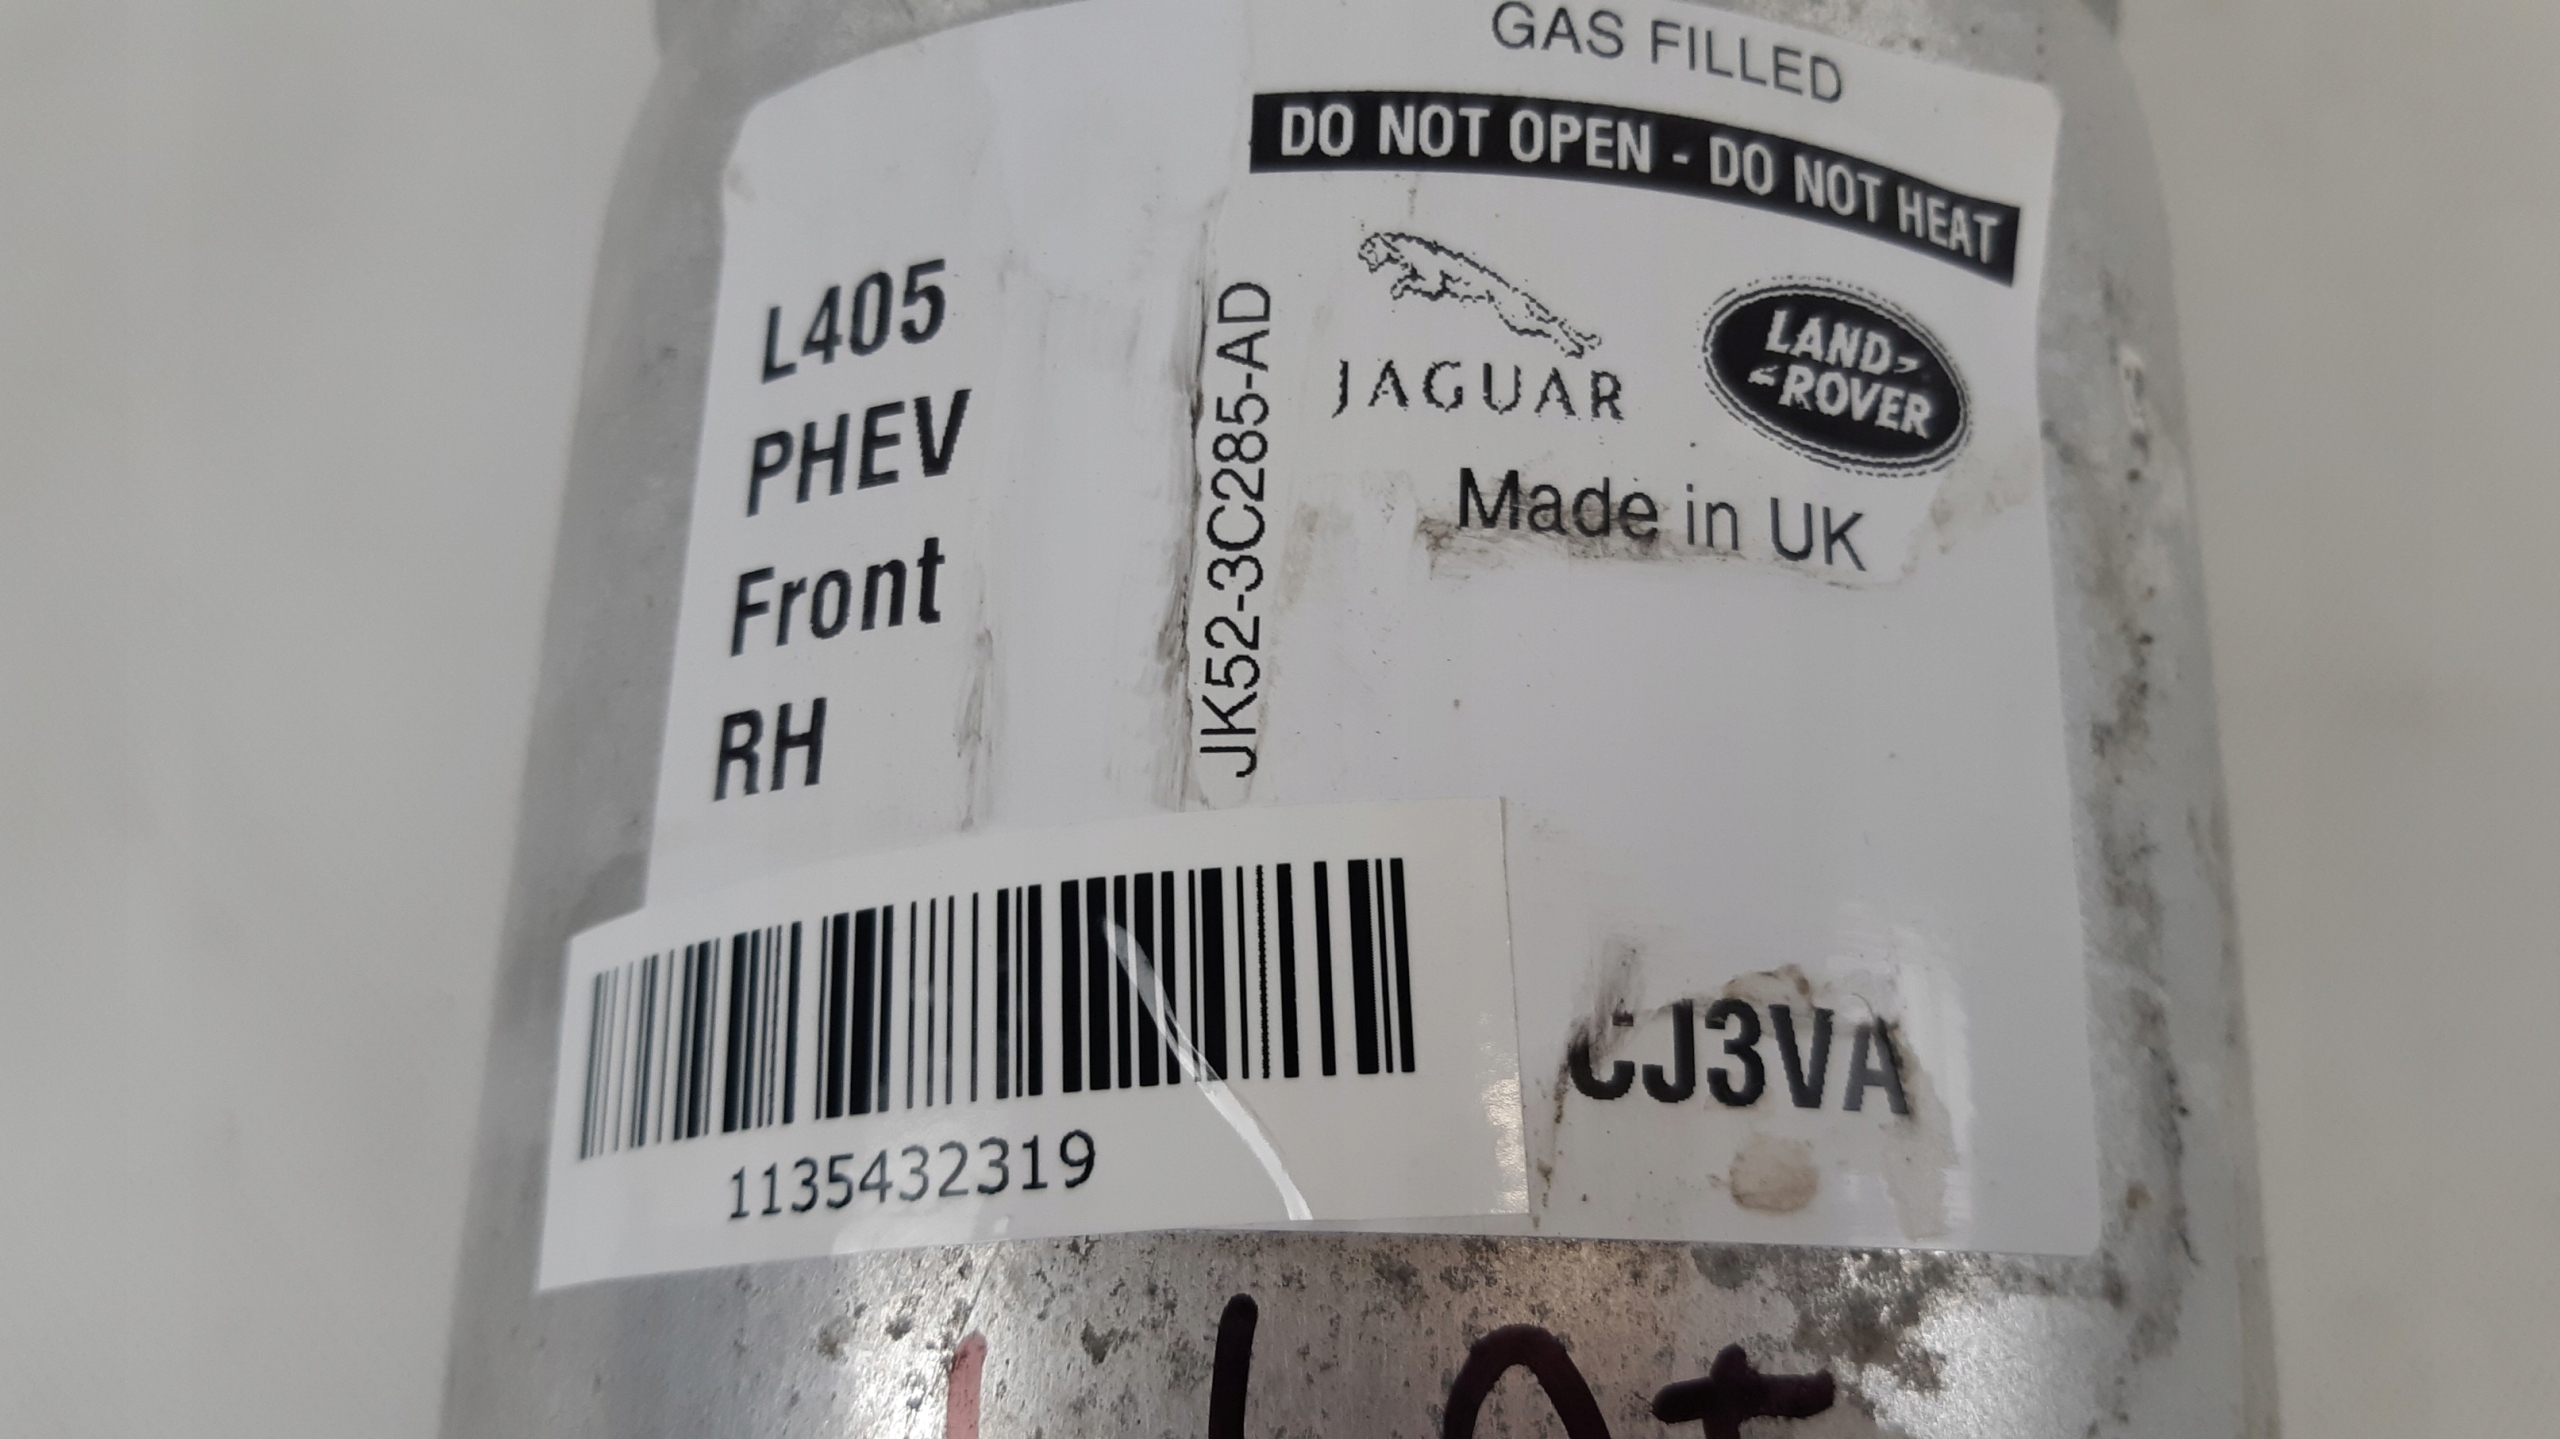 GAS FILLED
DO NOT OPEN - DO NOT HEAT
JAGUAR
LAND
ROVER
Made in UK
L405
PHEV
Front
RH
JK52-3C285-AD
CJ3VA
1135432319